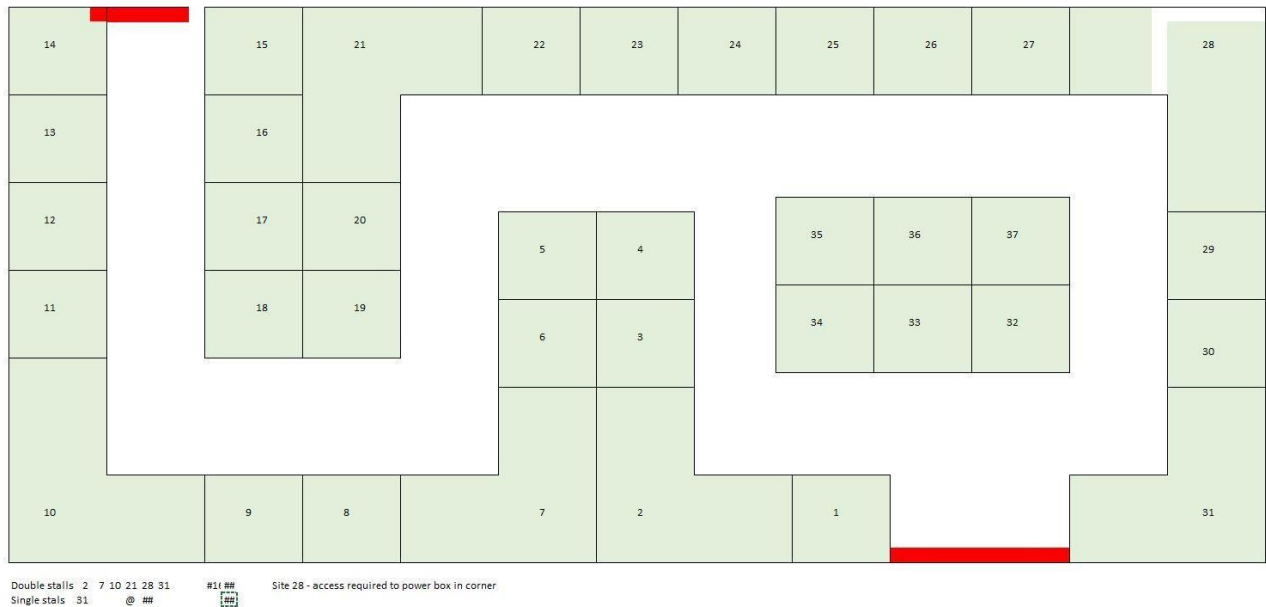 14 15 21 22 23 24 25 26 27 28
13 16
12 17 20 5 4 35 36 37 29
11 18 19 6 3 34 33 32 30
10 9 8 7 2 1 31
Double stalls 2 7 10 21 28 31 ## Site 28 - access required to power box in corner
Single stals 31 @ ## ##